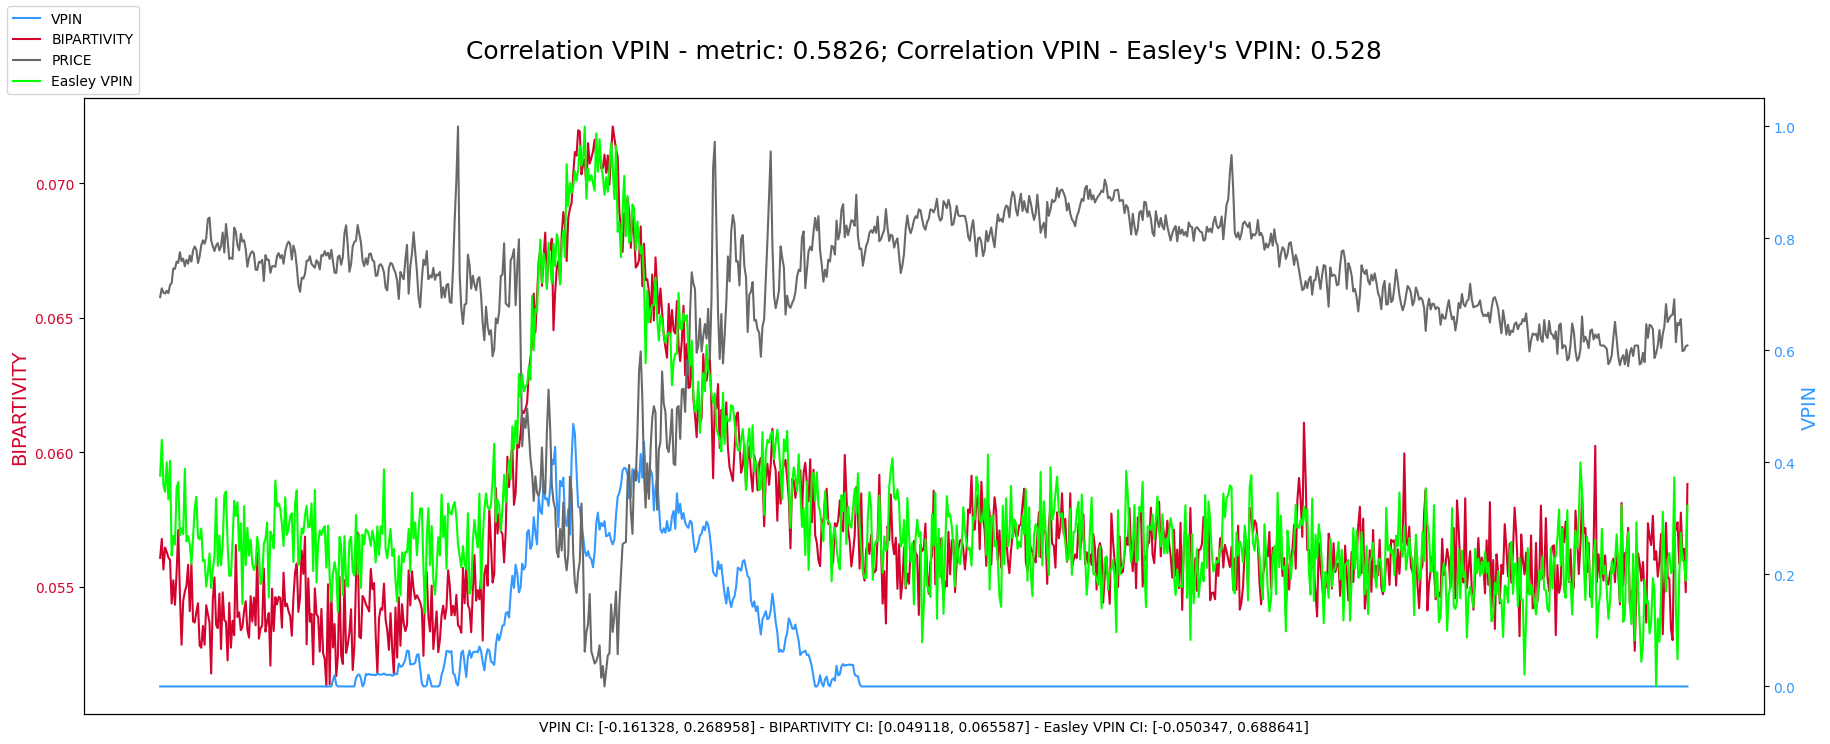 VPIN
BIPARTIVITY
PRICE
Easley VPIN
Correlation VPIN - metric: 0.5826; Correlation VPIN - Easley's VPIN: 0.528
BIPARTIVITY
0.070
0.065
0.060
0.055
1.0
0.8
0.6
0.4
0.2
0.0
VPIN
VPIN CI: [-0.161328, 0.268958] - BIPARTIVITY CI: [0.049118, 0.065587] - Easley VPIN CI: [-0.050347, 0.688641]